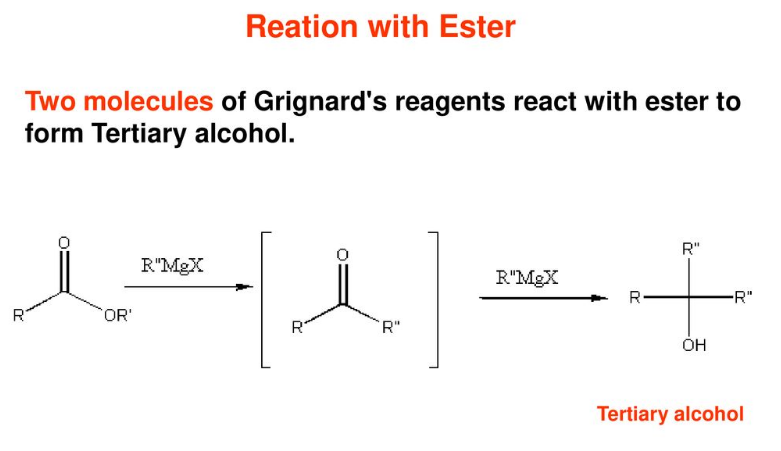 Reation with Ester
Two molecules of Grignard's reagents react with ester to
form Tertiary alcohol.
O
R"MgX
R
OR'
O
R
R"
R"MgX
R"
R
R"
OH
Tertiary alcohol